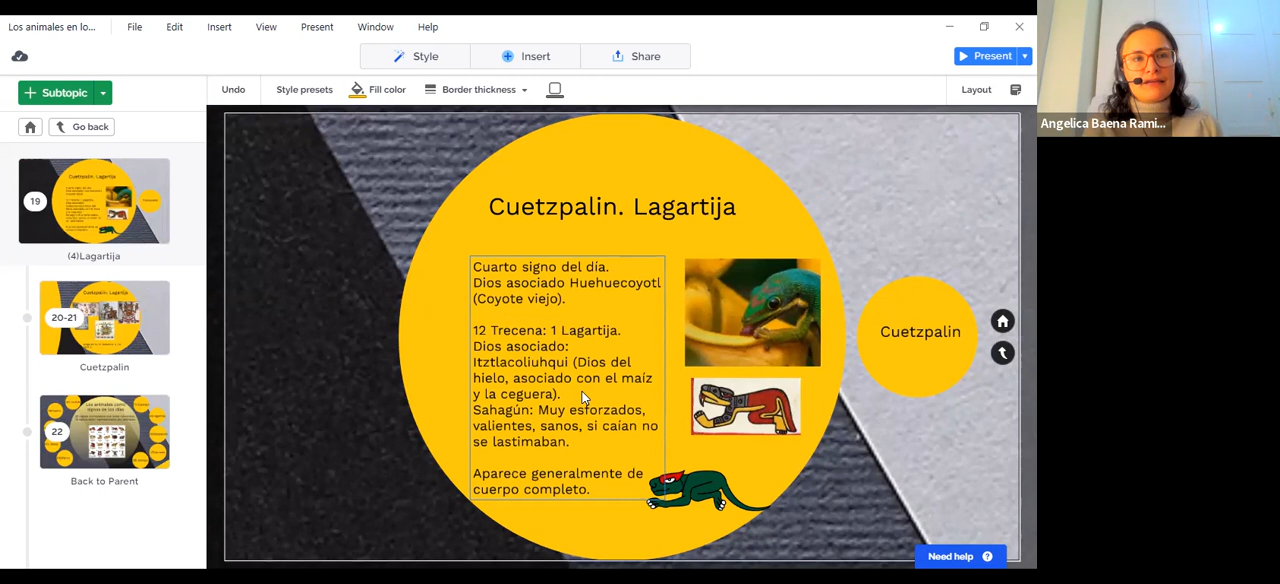 Los animales en lo...
File
Edit
Insert
View
Present
Window
Help
Style
Insert
Share
Present
Subtopic
Undo
Style presets
Fill color
Border thickness
Layout
Go back
Angelica Baena Rami...
19
Cuetzpalin. Lagartija
(4)Lagartija
20-21
Cuetzpalin. Lagartija
Cuetzpalin
22
Back to Parent
Cuetzpalin. Lagartija
Cuarto signo del día.
Dios asociado Huehuecoyotl
(Coyote viejo).
12 Trecena: 1 Lagartija.
Dios asociado:
Itztlacoliuhqui (Dios del
hielo, asociado con el maíz
y la ceguera).
Sahagún: Muy esforzados,
valientes, sanos, si caían no
se lastimaban.
Aparece generalmente de
cuerpo completo.
Cuetzpalin
Need help ?